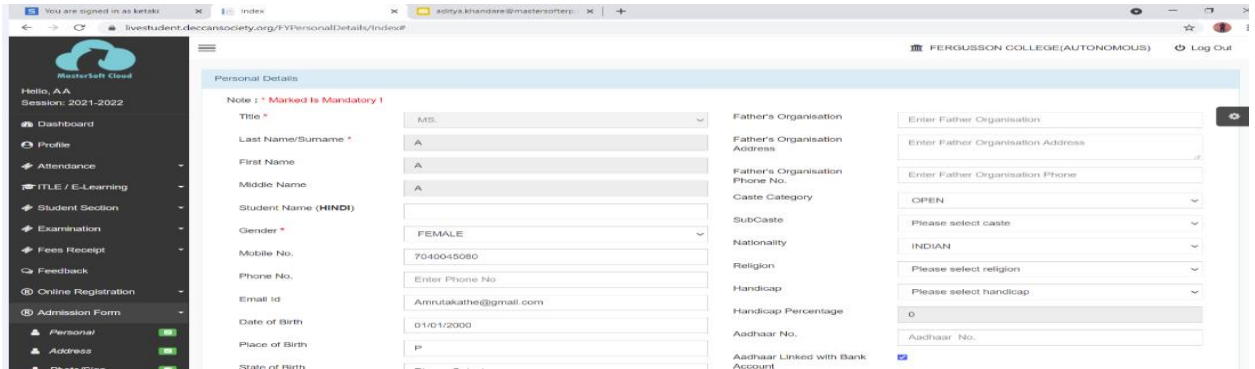 You are signed in as ketaki
Index
aditya.khandare@mastersofterp
livestudent.deccansociety.org/FYPersonalDetails/Index#
MasterSoft Cloud
Hello, A A
Session: 2021-2022
Dashboard
Profile
Attendance
ITLE / E-Learning
Student Section
Examination
Fees Receipt
Feedback
Online Registration
Admission Form
Personal
Address
FERGUSSON COLLEGE(AUTONOMOUS) Log Out
Personal Details
Note : * Marked Is Mandatory !
Title * MS.
Last Name/Surname * A
First Name A
Middle Name A
Student Name (HINDI)
Gender * FEMALE
Mobile No. 7040045080
Phone No. Enter Phone No
Email Id Amrutakathe@gmail.com
Date of Birth 01/01/2000
Place of Birth P
State of Birth
Father's Organisation Enter Father Organisation
Father's Organisation Address Enter Father Organisation Address
Father's Organisation Phone No. Enter Father Organisation Phone
Caste Category OPEN
SubCaste Please select caste
Nationality INDIAN
Religion Please select religion
Handicap Please select handicap
Handicap Percentage 0
Aadhaar No. Aadhaar No.
Aadhaar Linked with Bank Account